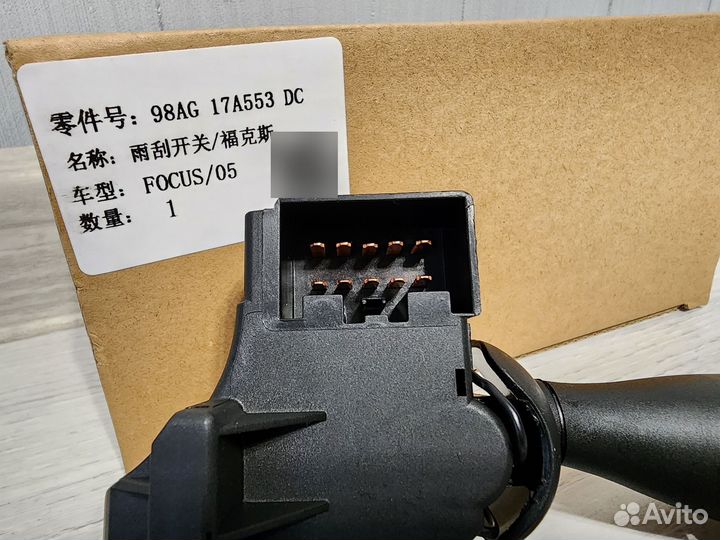 零件号: 98AG 17A553 DC
名称: 雨刮开关/福克斯
车型: FOCUS/05
数量: 1
Avito